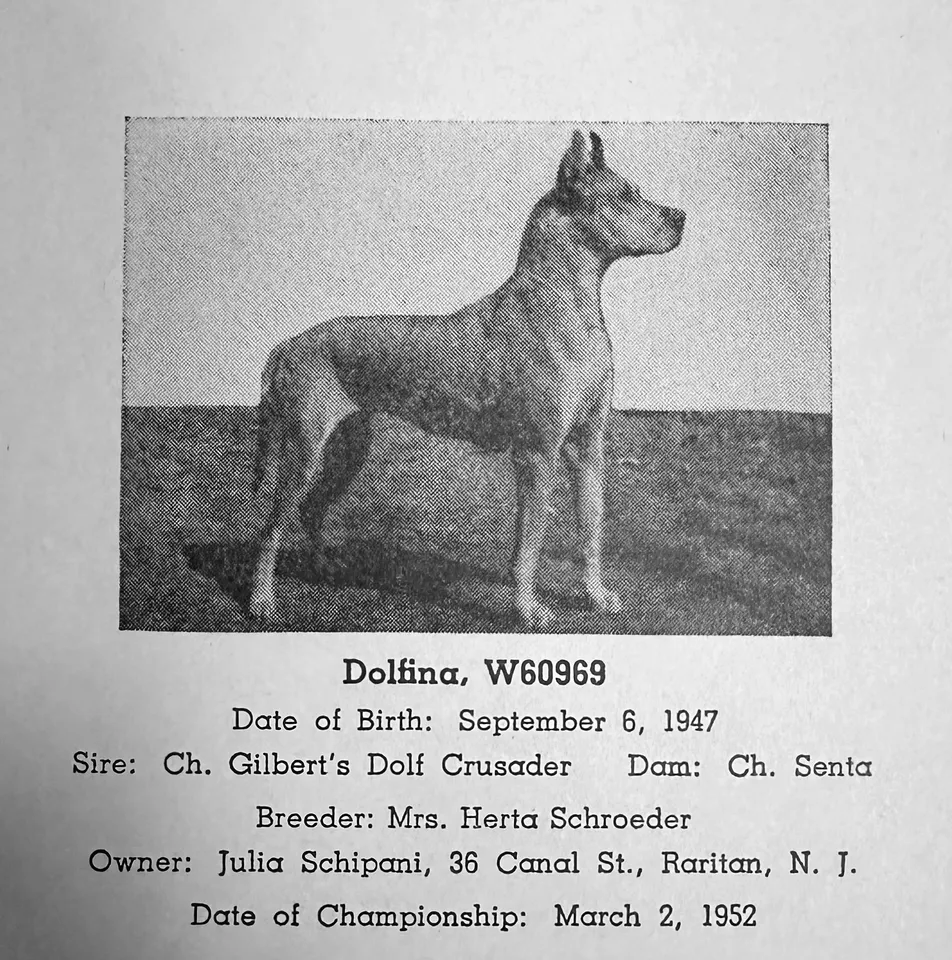 Dolfina, W60969
Date of Birth: September 6, 1947
Sire: Ch. Gilbert's Dolf Crusader Dam: Ch. Senta
Breeder: Mrs. Herta Schroeder
Owner: Julia Schipani, 36 Canal St., Raritan, N. J.
Date of Championship: March 2, 1952